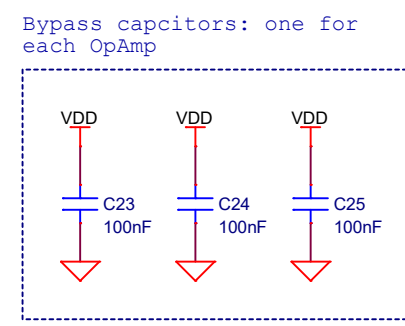 Bypass capcitors: one for
each OpAmp
VDD VDD VDD
C23 C24 C25
100nF 100nF 100nF